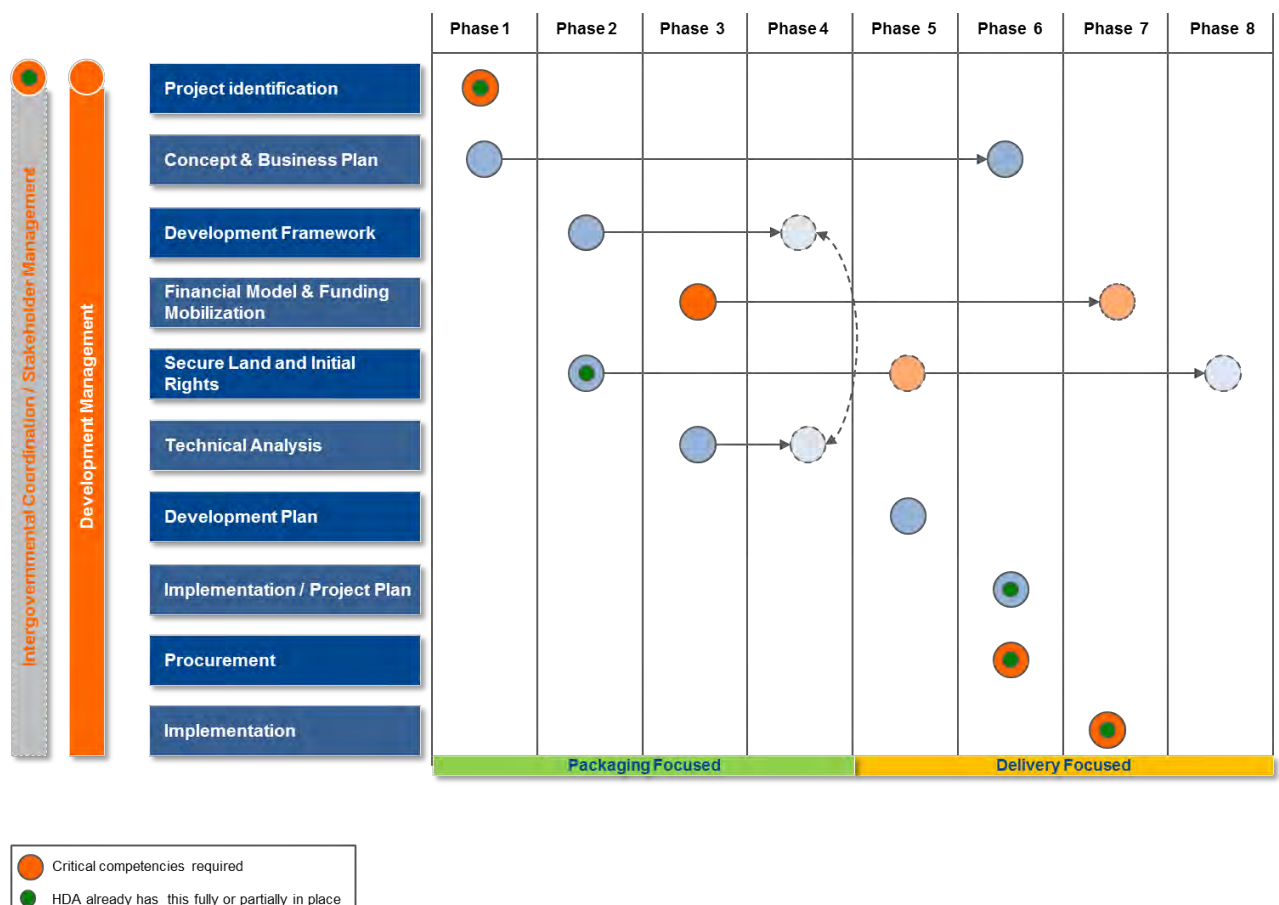 Phase 1 Phase 2 Phase 3 Phase 4 Phase 5 Phase 6 Phase 7 Phase 8
Intergovernmental Coordination / Stakeholder Management
Development Management
Project identification
Concept & Business Plan
Development Framework
Financial Model & Funding
Mobilization
Secure Land and Initial
Rights
Technical Analysis
Development Plan
Implementation / Project Plan
Procurement
Implementation
Packaging Focused Delivery Focused
Critical competencies required
HDA already has this fully or partially in place